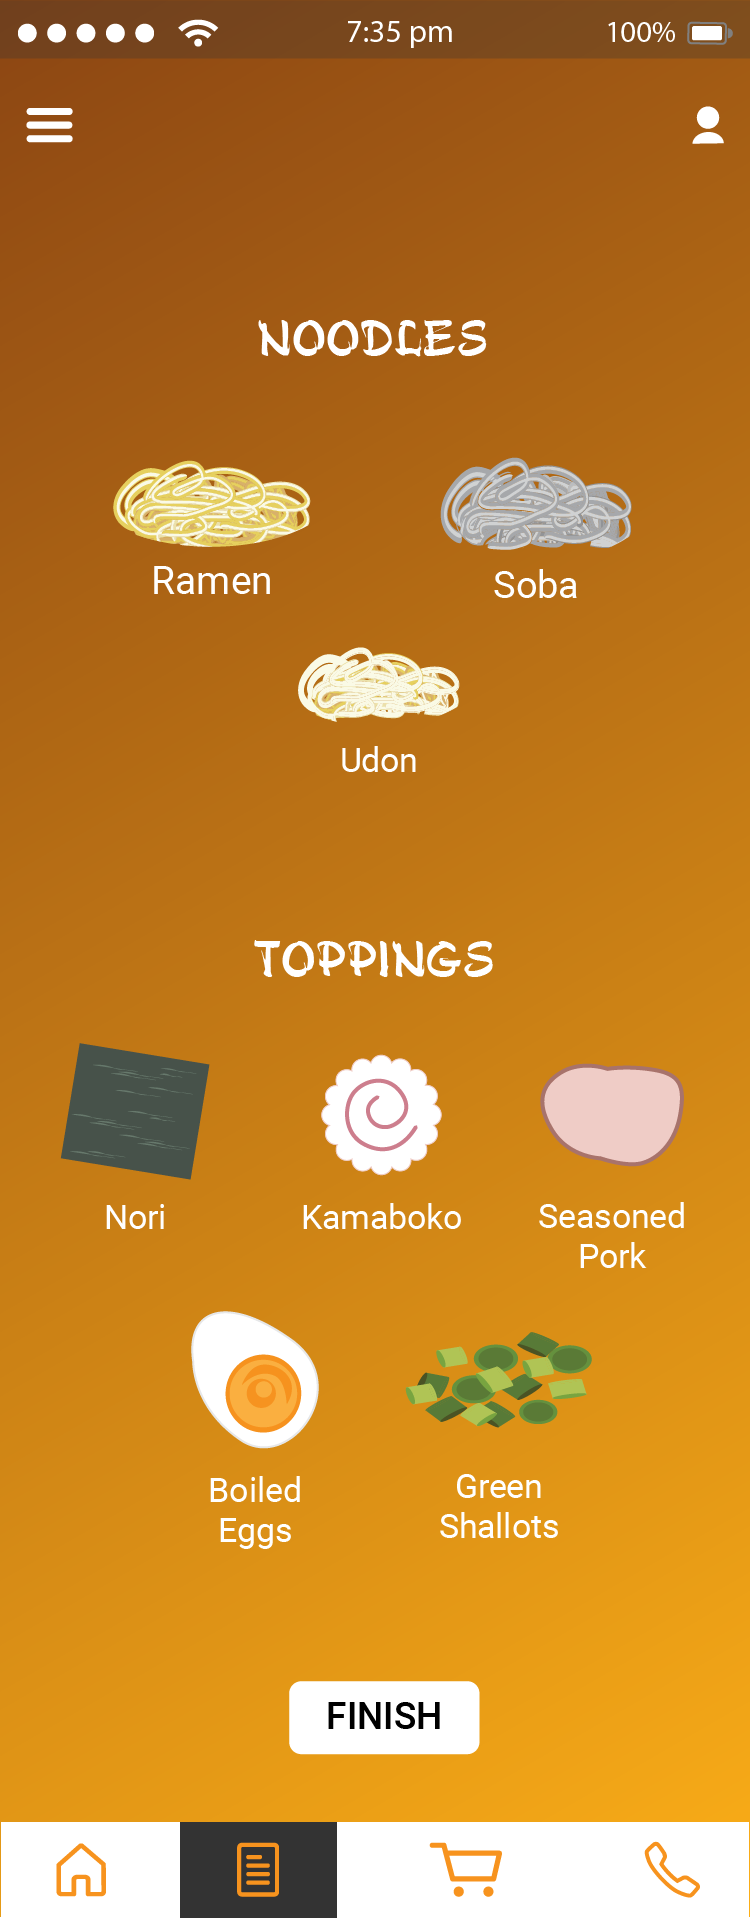 7:35 pm 100%
NOODLES
Ramen Soba
Udon
TOPPINGS
Nori Kamaboko Seasoned
Pork
Boiled Green
Eggs Shallots
FINISH